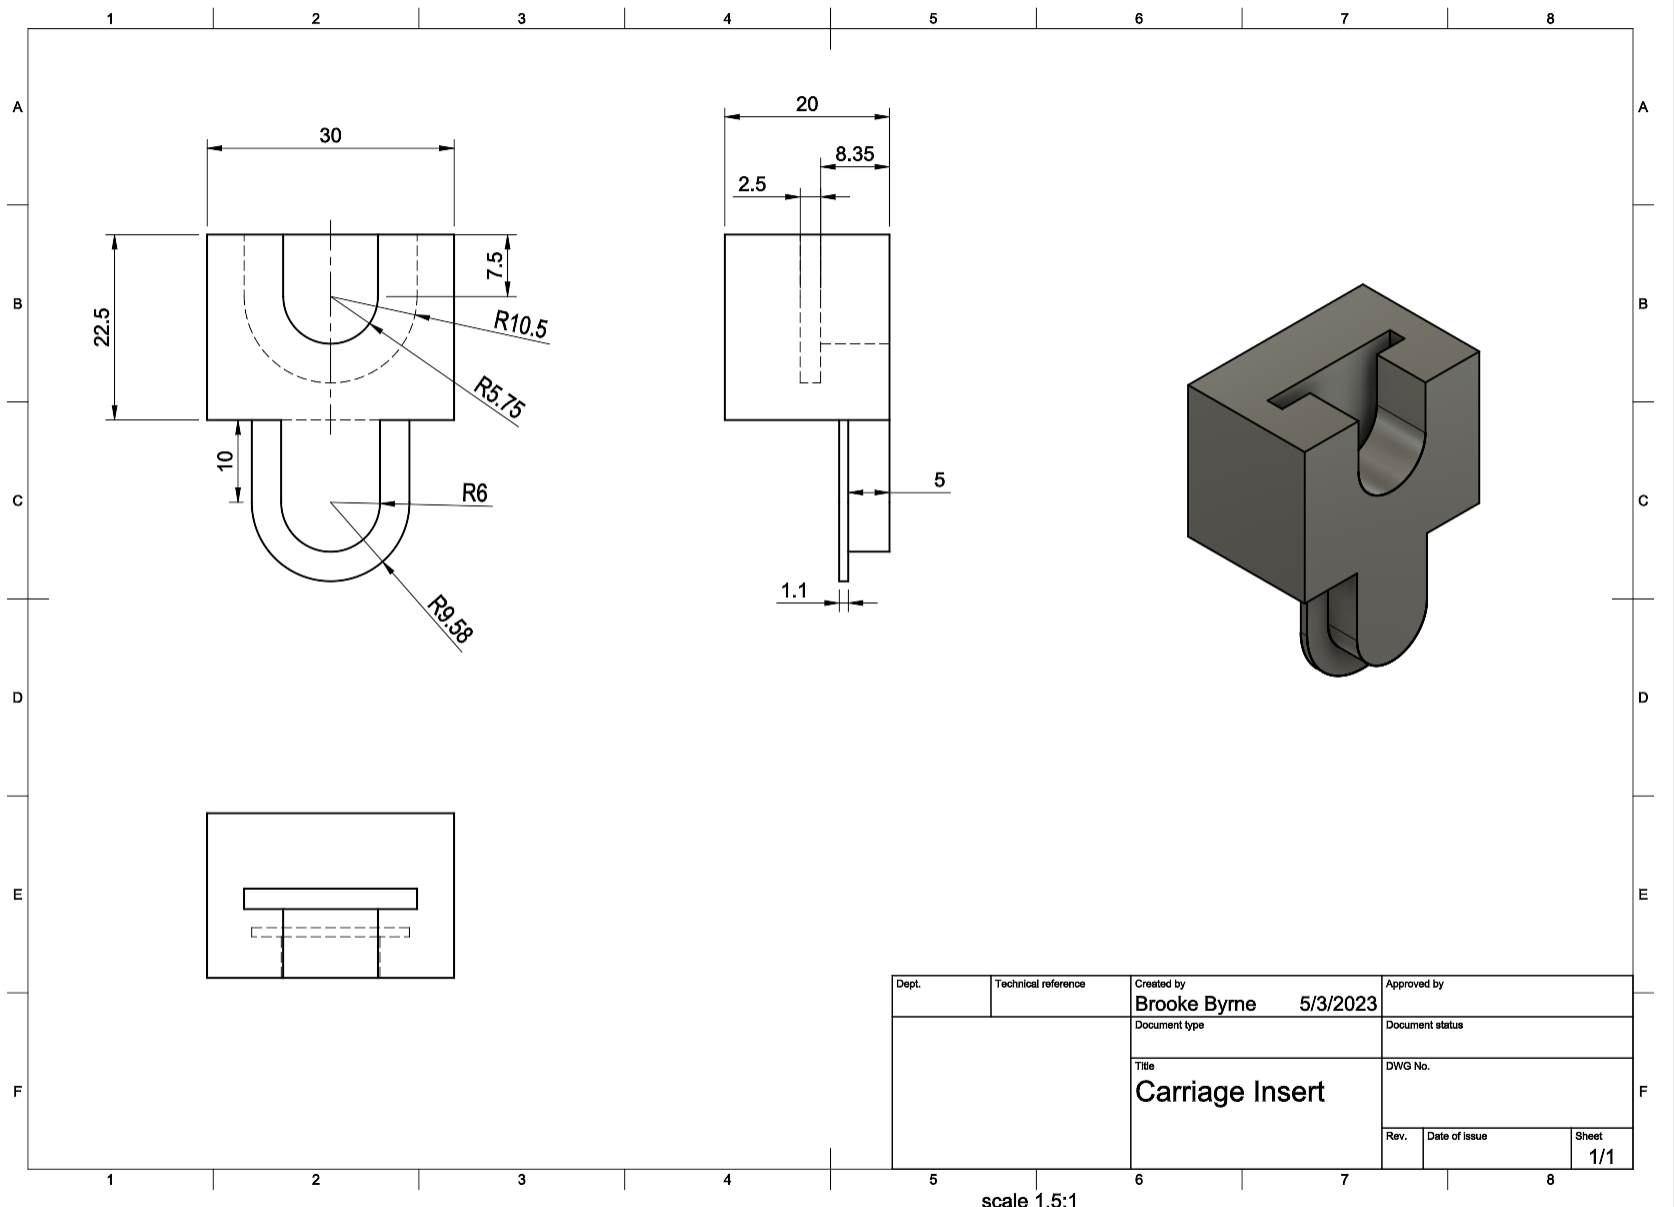 1 2 3 4 5 6 7 8
A A
20
30
8.35
2.5
7.5
B B
22.5
R10.5
R5.75
10
R6
5
C C
1.1
R9.58
D D
E E
Dept. Technical reference Created by Approved by
Brooke Byrne 5/3/2023
Document type Document status
Title DWG No.
Carriage Insert
F F
Rev. Date of issue Sheet
1/1
1 2 3 4 5 6 7 8
scale 1.5:1